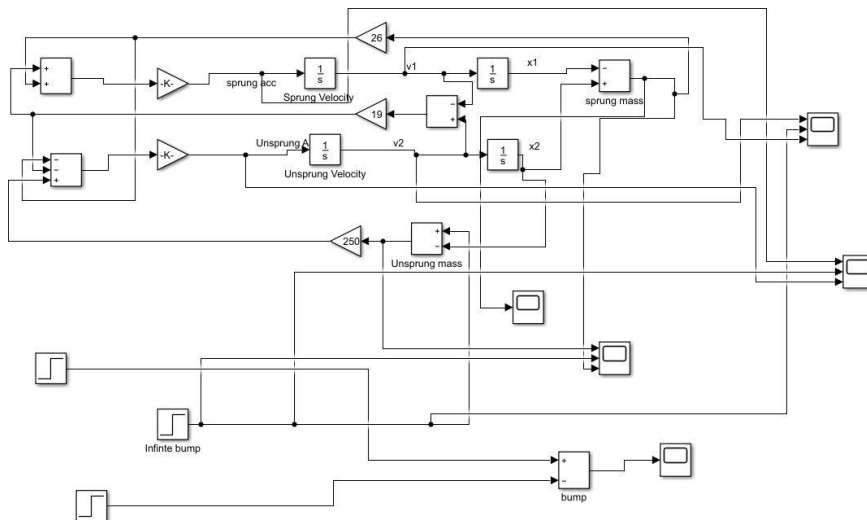 26
+
+
-K-
sprung acc
1
s
Sprung Velocity
v1
1
s
x1
−
+
sprung mass
19
−
+
−
−
+
-K-
Unsprung A
1
s
Unsprung Velocity
v2
1
s
x2
250
+
−
Unsprung mass
Infinte bump
+
−
bump